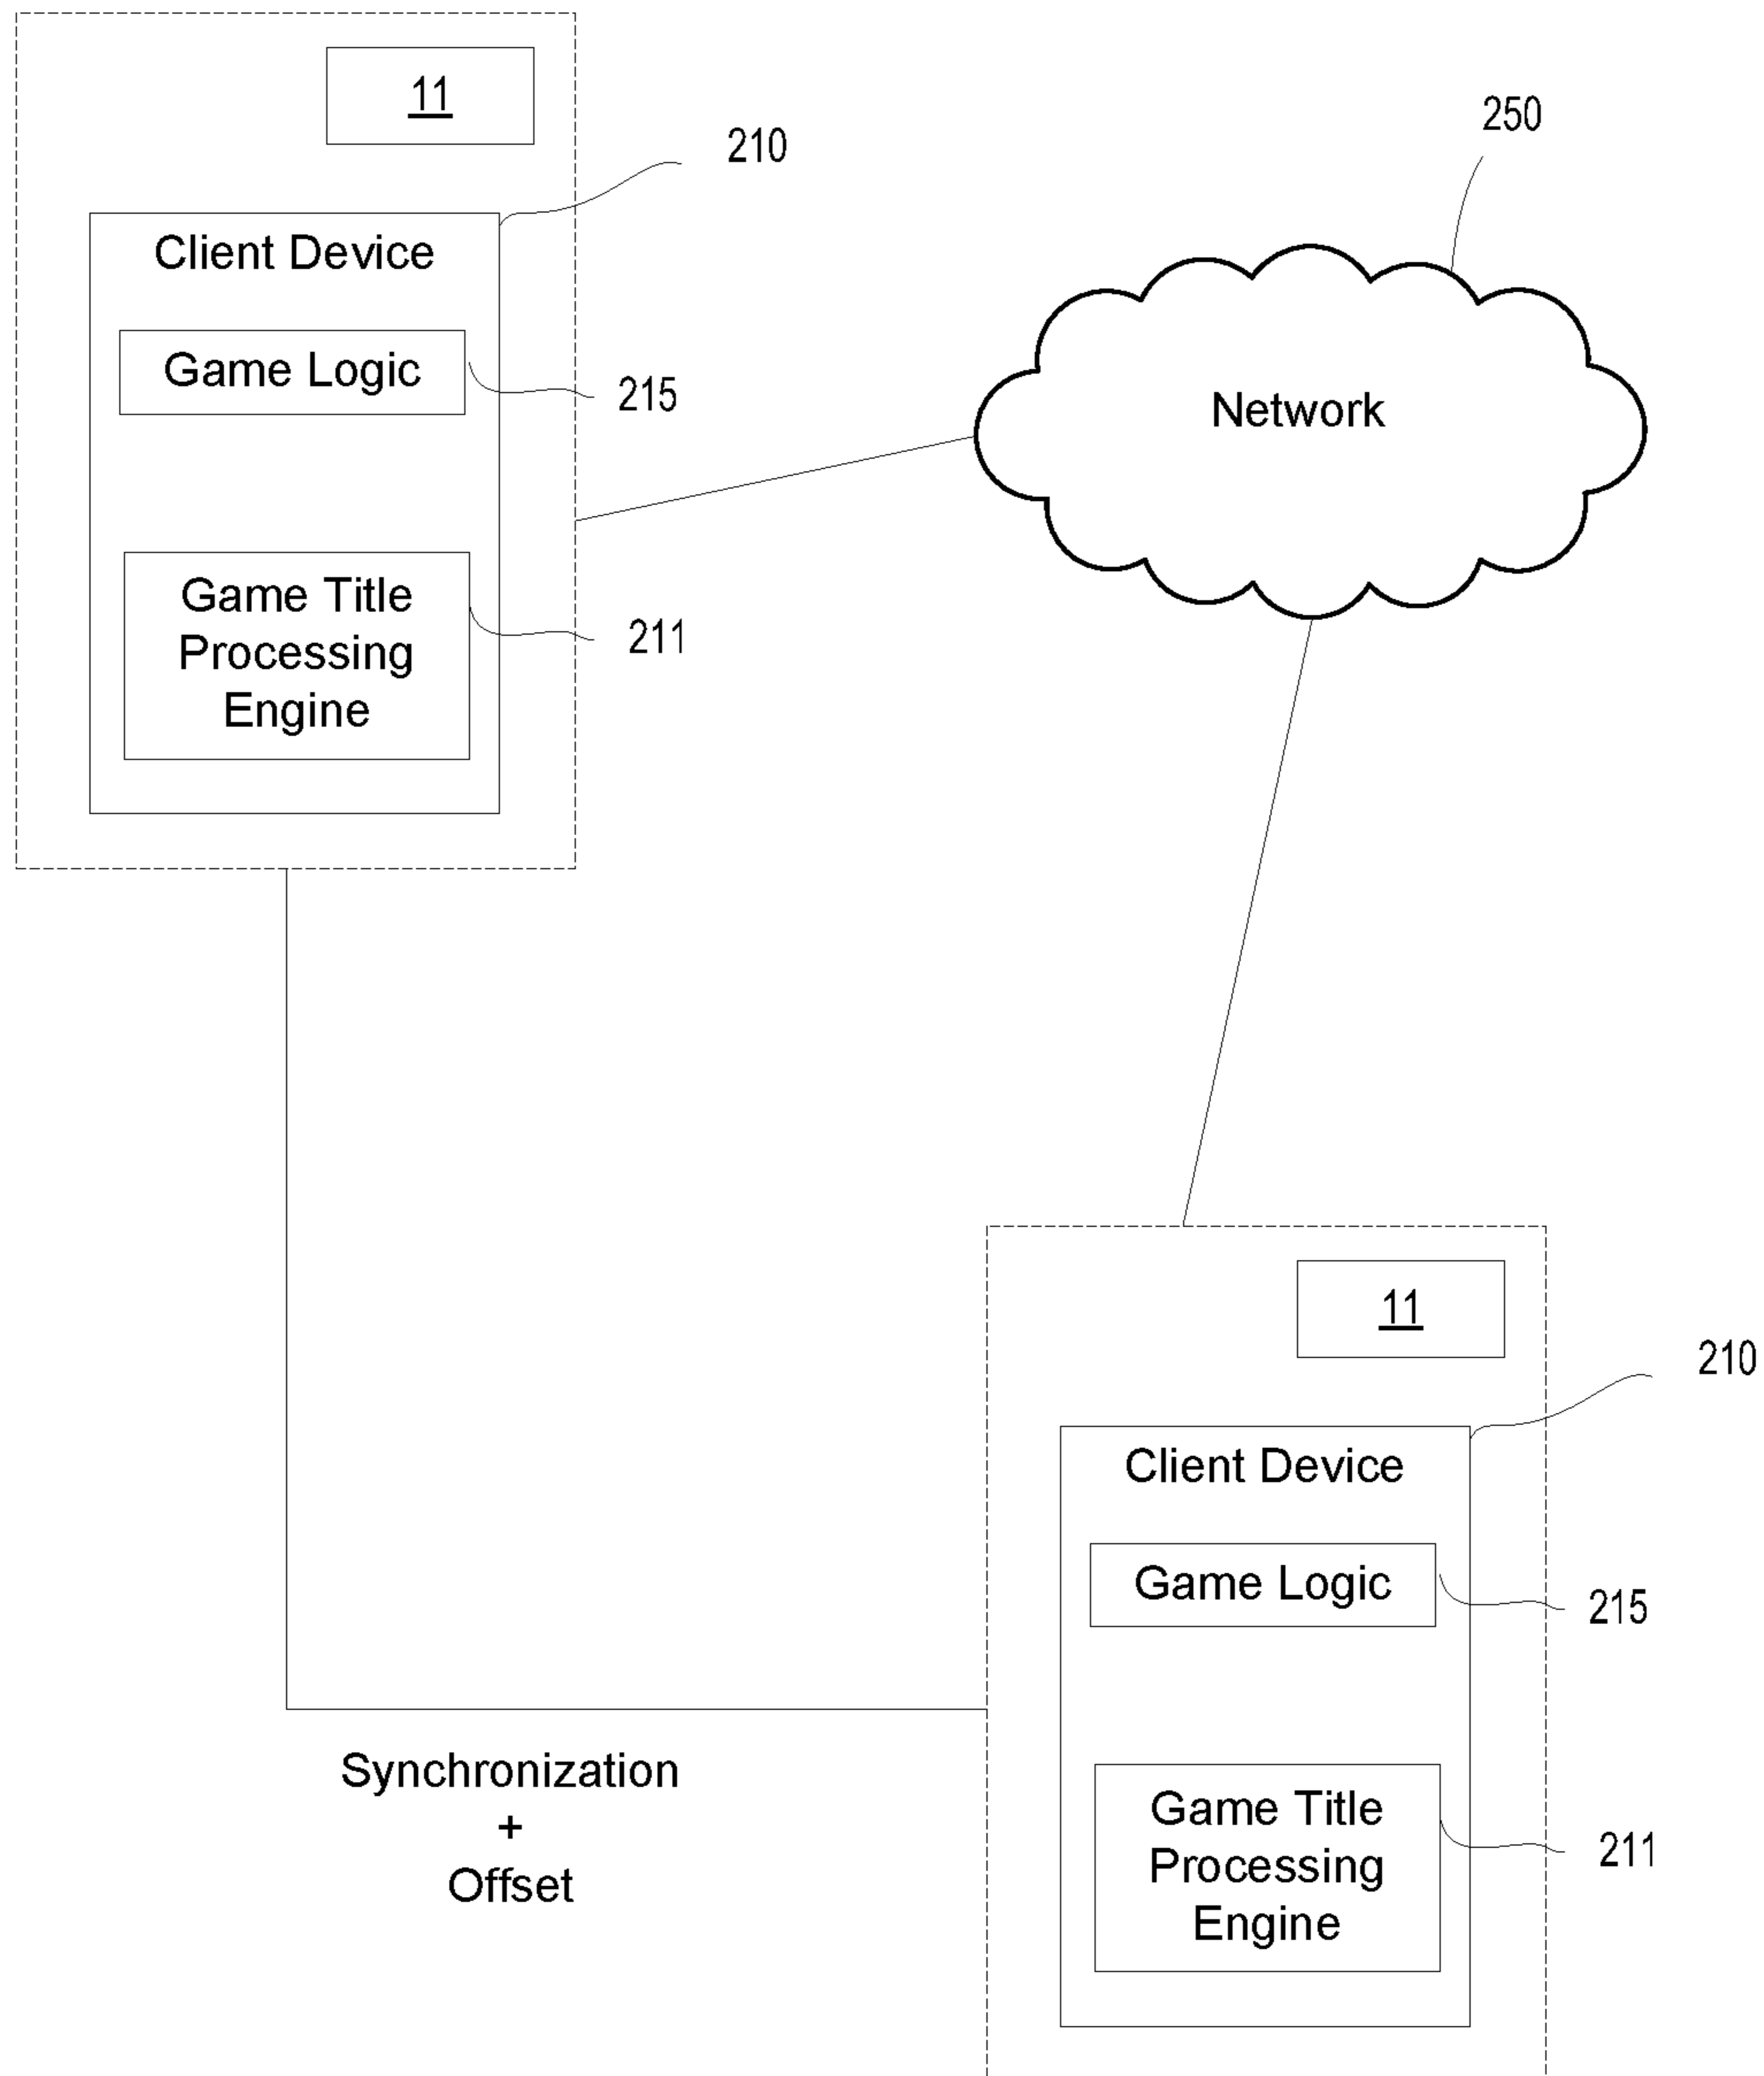 11
210
250
Client Device
Game Logic
215
Network
Game Title
Processing
Engine
211
11
210
Client Device
Game Logic
215
Synchronization
+
Offset
Game Title
Processing
Engine
211